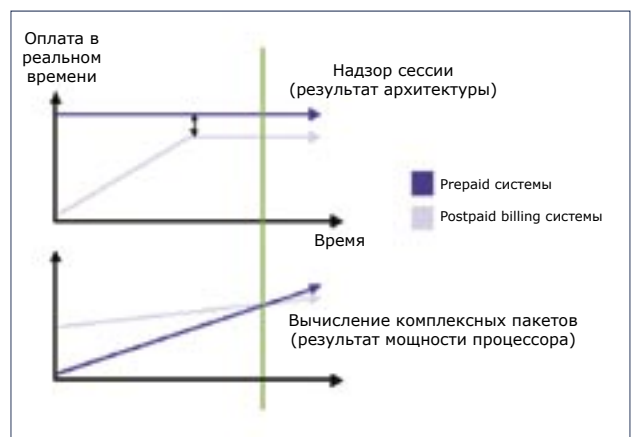 Оплата в
реальном
времени
Надзор сессии
(результат архитектуры)
Prepaid системы
Postpaid billing системы
Время
Вычисление комплексных пакетов
(результат мощности процессора)